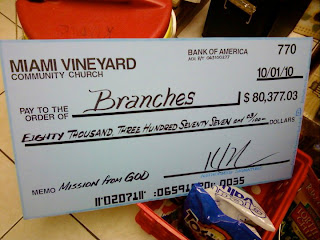 MIAMI VINEYARD
COMMUNITY CHURCH
BANK OF AMERICA
770
10/01/10
PAY TO THE
ORDER OF
Branches
$ 80,377.03
EIGHTY THOUSAND, THREE HUNDRED SEVENTY SEVEN and 03/100
DOLLARS
MEMO MISSION FROM GOD